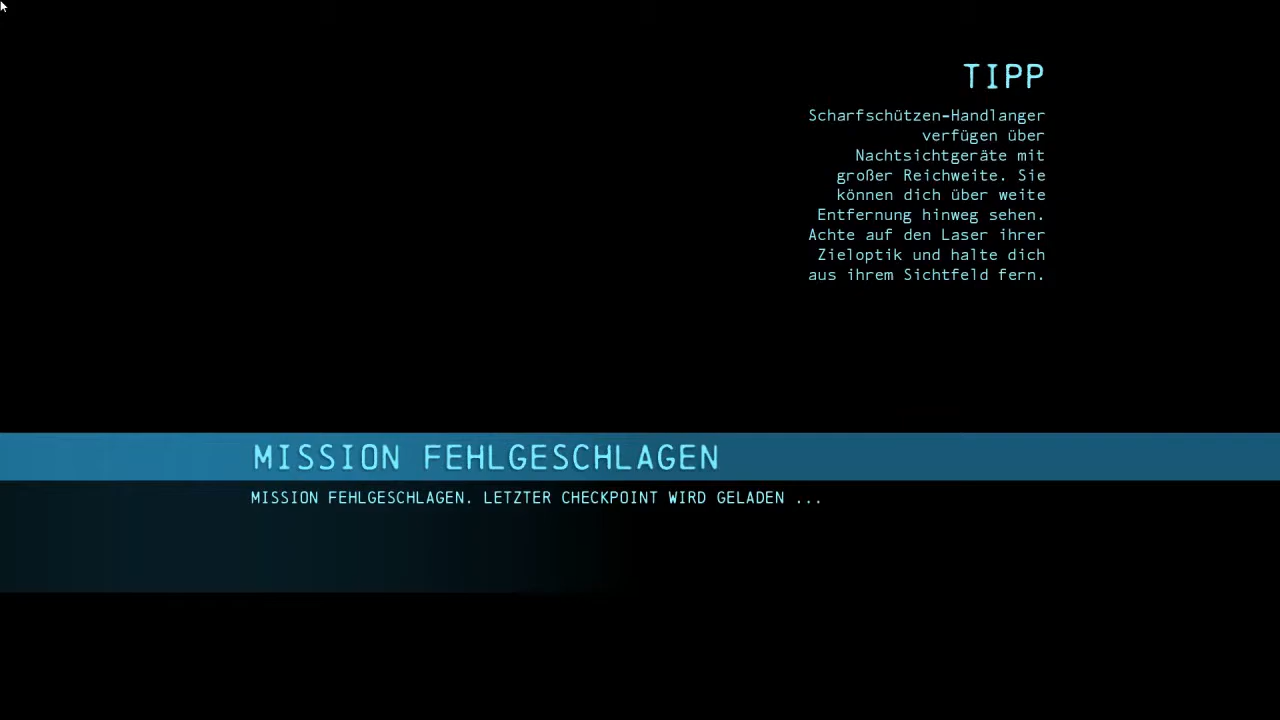 TIPP
Scharfschützen-Handlanger
verfügen über
Nachtsichtgeräte mit
großer Reichweite. Sie
können dich über weite
Entfernung hinweg sehen.
Achte auf den Laser ihrer
Zieloptik und halte dich
aus ihrem Sichtfeld fern.
MISSION FEHLGESCHLAGEN
MISSION FEHLGESCHLAGEN. LETZTER CHECKPOINT WIRD GELADEN ...